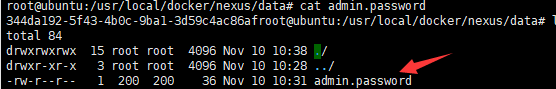 root@ubuntu:/usr/local/docker/nexus/data# cat admin.password
344da192-5f43-4b0c-9ba1-3d59c4ac86afroot@ubuntu:/usr/local/docker/nexus/data# l
total 84
drwxrwxrwx 15 root root 4096 Nov 10 10:38 ./
drwxr-xr-x 3 root root 4096 Nov 10 10:28 ../
-rw-r--r-- 1 200 200 36 Nov 10 10:31 admin.password